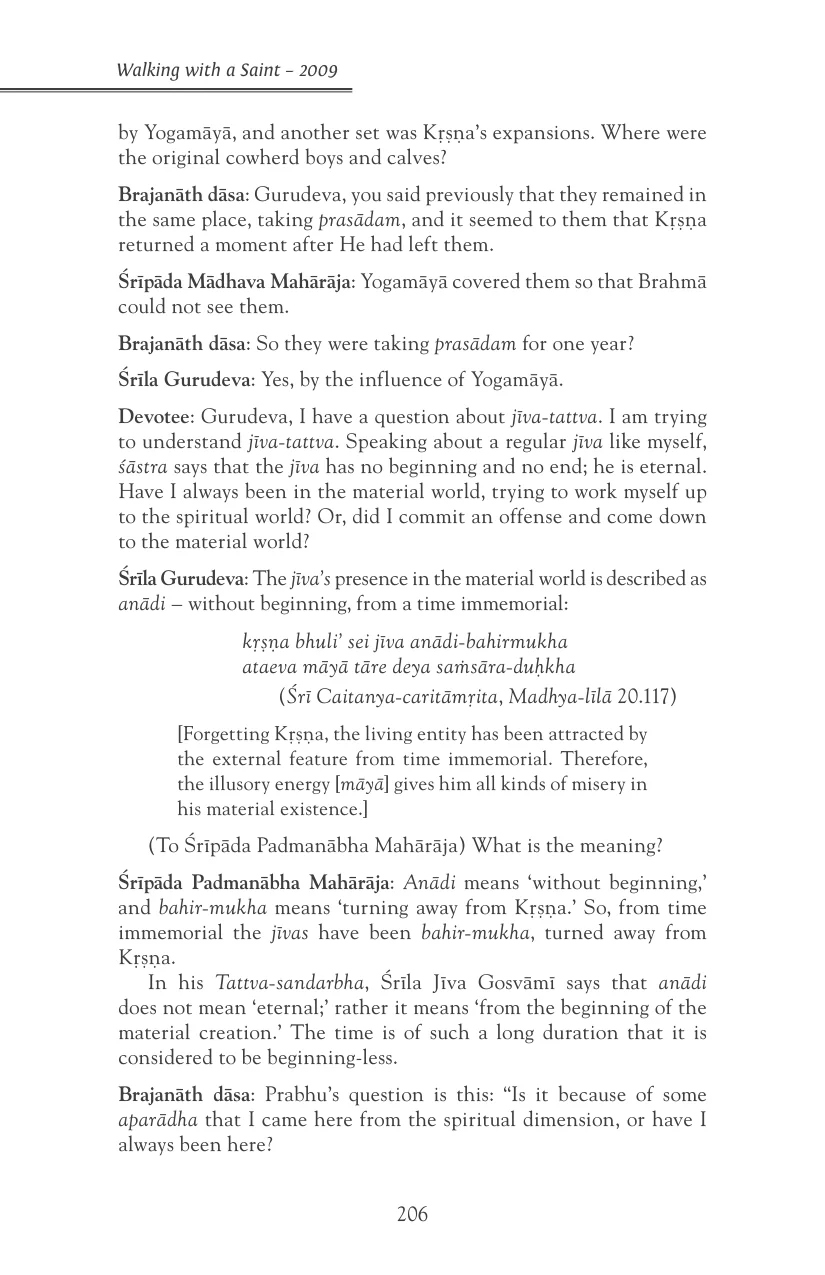 Walking with a Saint – 2009
by Yogamāyā, and another set was Kṛṣṇa’s expansions. Where were
the original cowherd boys and calves?
Brajanāth dāsa: Gurudeva, you said previously that they remained in
the same place, taking prasādam, and it seemed to them that Kṛṣṇa
returned a moment after He had left them.
Śrīpāda Mādhava Mahārāja: Yogamāyā covered them so that Brahmā
could not see them.
Brajanāth dāsa: So they were taking prasādam for one year?
Śrīla Gurudeva: Yes, by the influence of Yogamāyā.
Devotee: Gurudeva, I have a question about jīva-tattva. I am trying
to understand jīva-tattva. Speaking about a regular jīva like myself,
śāstra says that the jīva has no beginning and no end; he is eternal.
Have I always been in the material world, trying to work myself up
to the spiritual world? Or, did I commit an offense and come down
to the material world?
Śrīla Gurudeva: The jīva’s presence in the material world is described as
anādi – without beginning, from a time immemorial:
kṛṣṇa bhuli’ sei jīva anādi-bahirmukha
ataeva māyā tāre deya saṁsāra-duḥkha
(Śrī Caitanya-caritāmṛita, Madhya-līlā 20.117)
[Forgetting Kṛṣṇa, the living entity has been attracted by
the external feature from time immemorial. Therefore,
the illusory energy [māyā] gives him all kinds of misery in
his material existence.]
(To Śrīpāda Padmanābha Mahārāja) What is the meaning?
Śrīpāda Padmanābha Mahārāja: Anādi means ‘without beginning,’
and bahir-mukha means ‘turning away from Kṛṣṇa.’ So, from time
immemorial the jīvas have been bahir-mukha, turned away from
Kṛṣṇa.
In his Tattva-sandarbha, Śrīla Jīva Gosvāmī says that anādi
does not mean ‘eternal;’ rather it means ‘from the beginning of the
material creation.’ The time is of such a long duration that it is
considered to be beginning-less.
Brajanāth dāsa: Prabhu’s question is this: “Is it because of some
aparādha that I came here from the spiritual dimension, or have I
always been here?
206